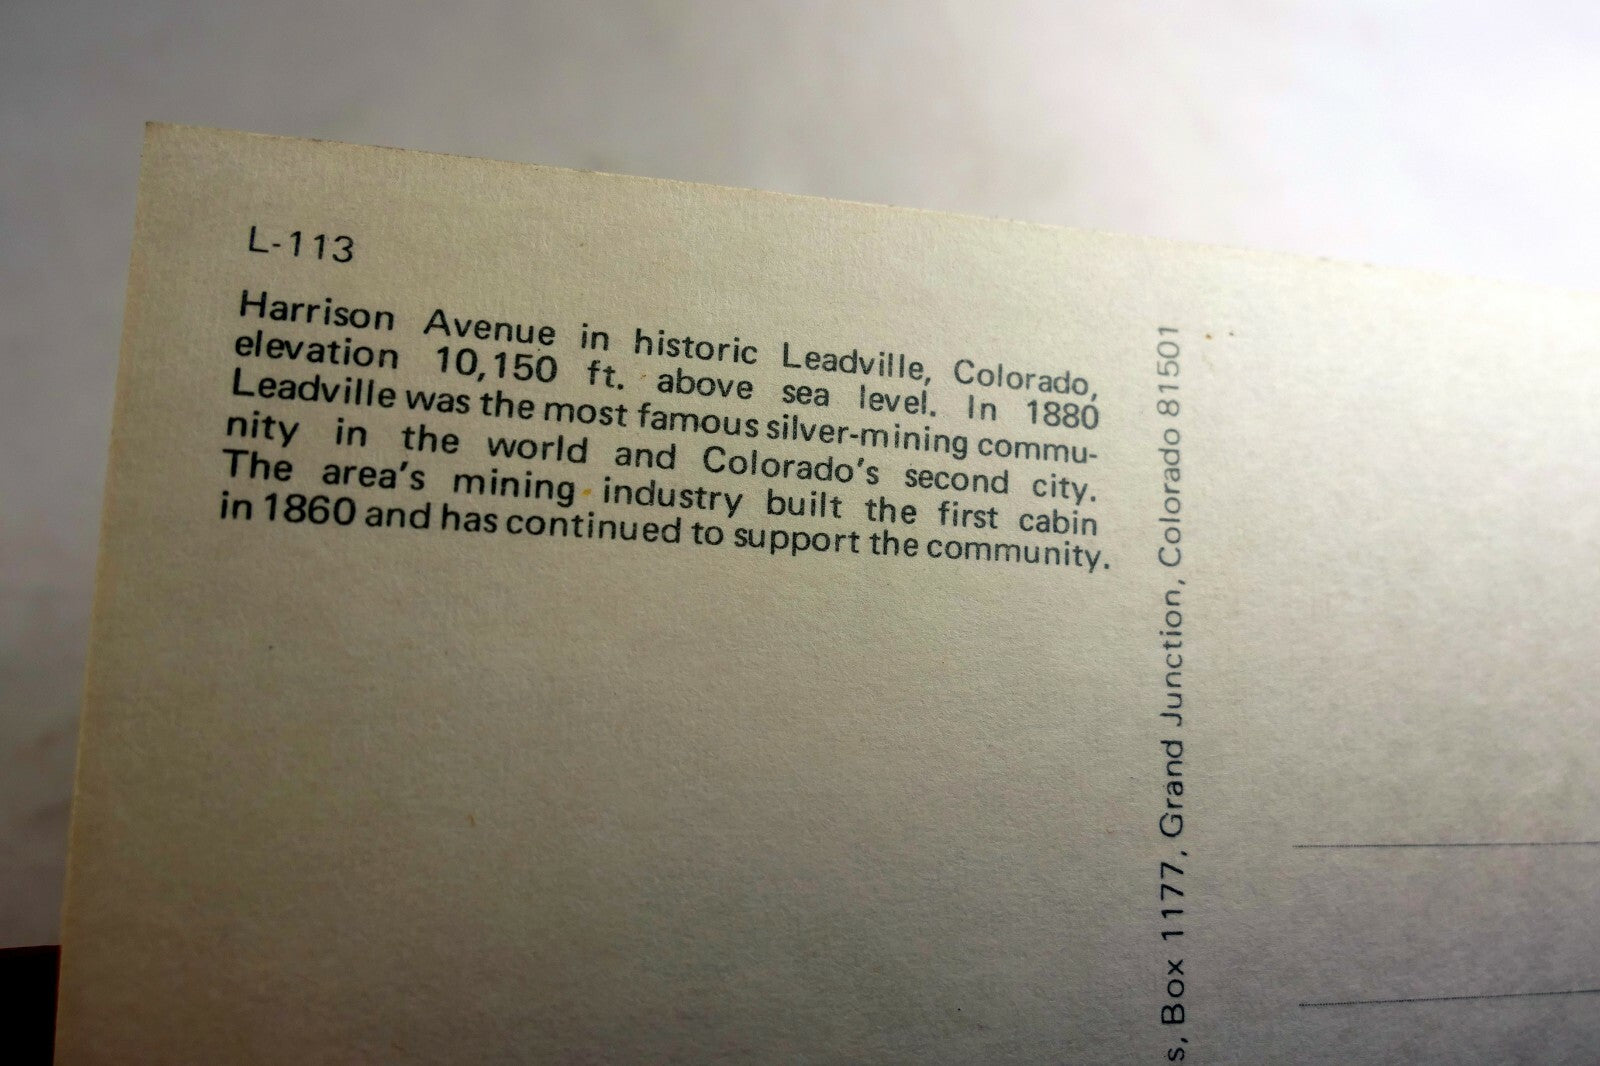 L-113
Harrison Avenue in historic Leadville, Colorado,
elevation 10,150 ft. above sea level. In 1880
Leadville was the most famous silver-mining commu-
nity in the world and Colorado's second city.
The area's mining industry built the first cabin
in 1860 and has continued to support the community.
s, Box 1177, Grand Junction, Colorado 81501